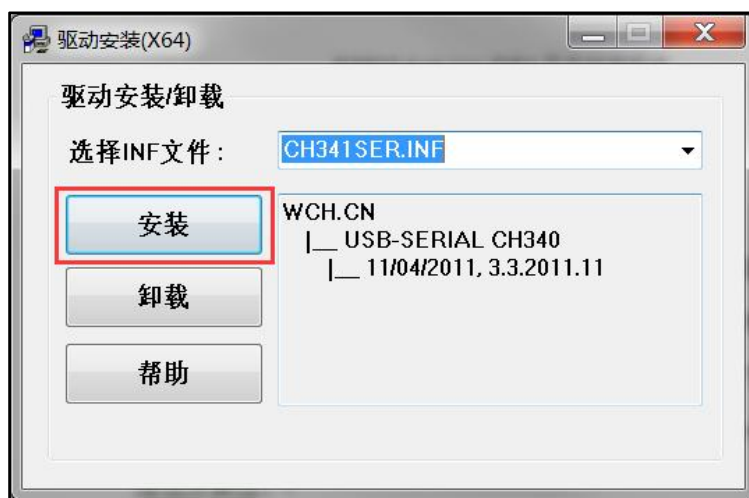 驱动安装(X64)
驱动安装/卸载
选择INF文件:
CH341SER.INF
安装
卸载
帮助
WCH.CN
|__ USB-SERIAL CH340
|__ 11/04/2011, 3.3.2011.11